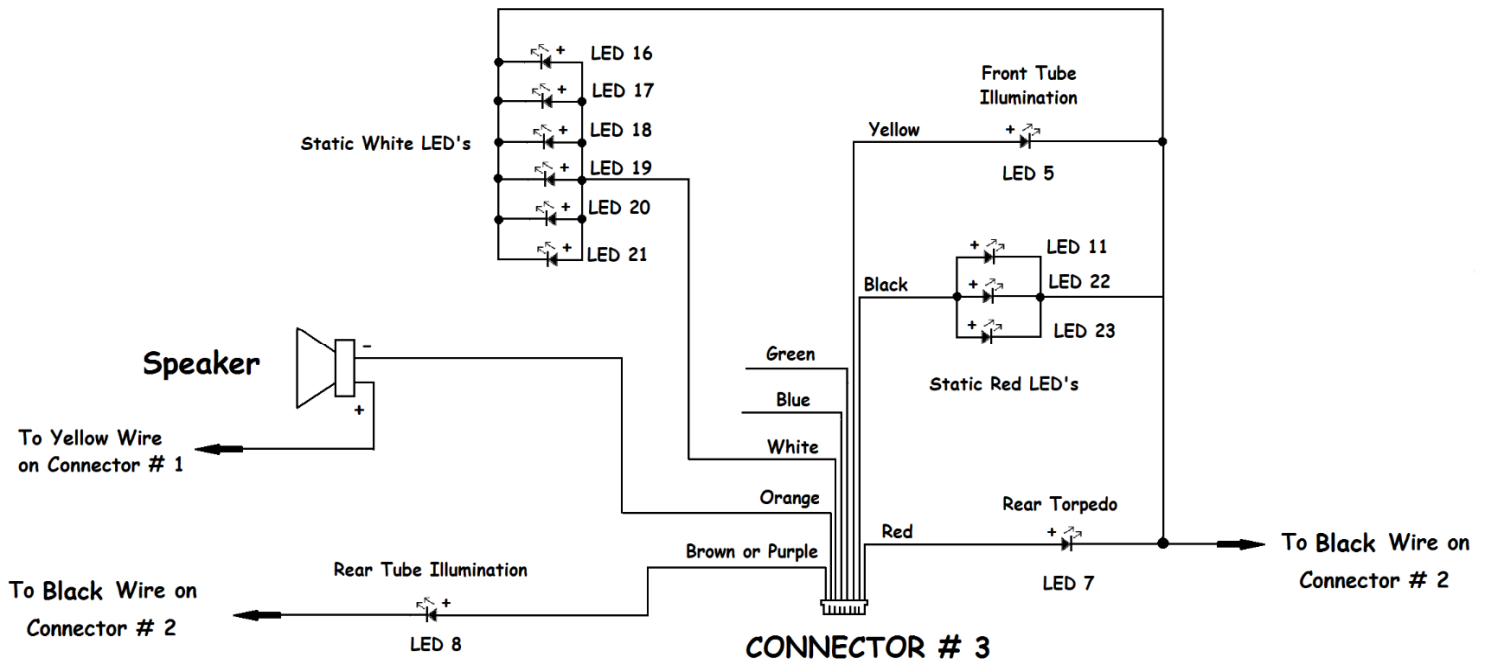 + LED 16
+ LED 17
Static White LED's
+ LED 18
+ LED 19
+ LED 20
+ LED 21
Front Tube
Illumination
Yellow
+
LED 5
+ LED 11
Black
+ LED 22
+ LED 23
Static Red LED's
Speaker
−
+
To Yellow Wire
on Connector # 1
Green
Blue
White
Orange
Brown or Purple
Red
Rear Torpedo
+
LED 7
To Black Wire on
Connector # 2
Rear Tube Illumination
+
LED 8
To Black Wire on
Connector # 2
CONNECTOR # 3